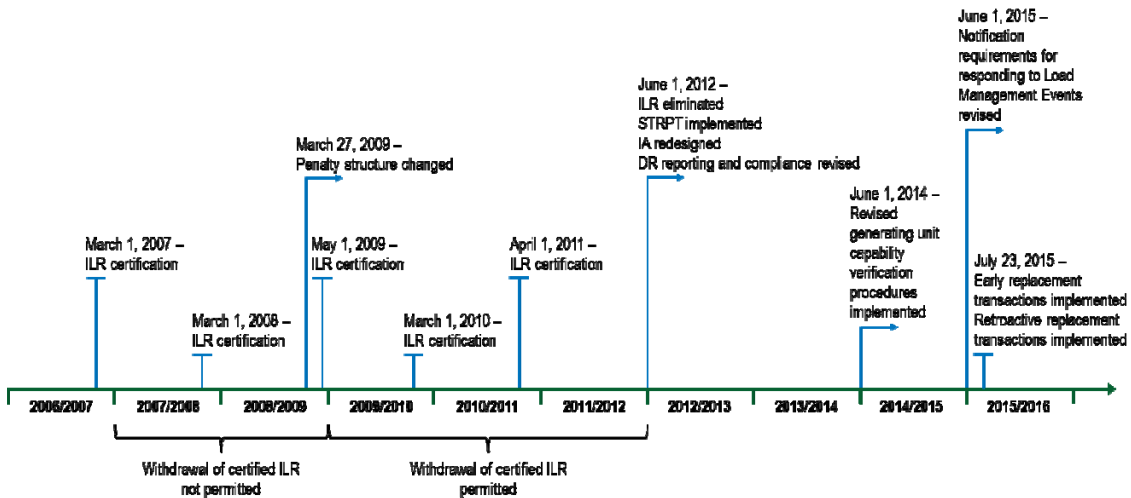 June 1, 2015 –
Notification
requirements for
responding to Load
Management Events
revised
June 1, 2012 –
ILR eliminated
STRPT implemented
IA redesigned
DR reporting and compliance revised
March 27, 2009 –
Penalty structure changed
June 1, 2014 –
Revised
generating unit
capability
verification
procedures
implemented
March 1, 2007 –
ILR certification
May 1, 2009 –
ILR certification
April 1, 2011 –
ILR certification
July 23, 2015 –
Early replacement
transactions implemented
Retroactive replacement
transactions implemented
March 1, 2008 –
ILR certification
March 1, 2010 –
ILR certification
2006/2007
2007/2008
2008/2009
2009/2010
2010/2011
2011/2012
2012/2013
2013/2014
2014/2015
2015/2016
Withdrawal of certified ILR
not permitted
Withdrawal of certified ILR
permitted